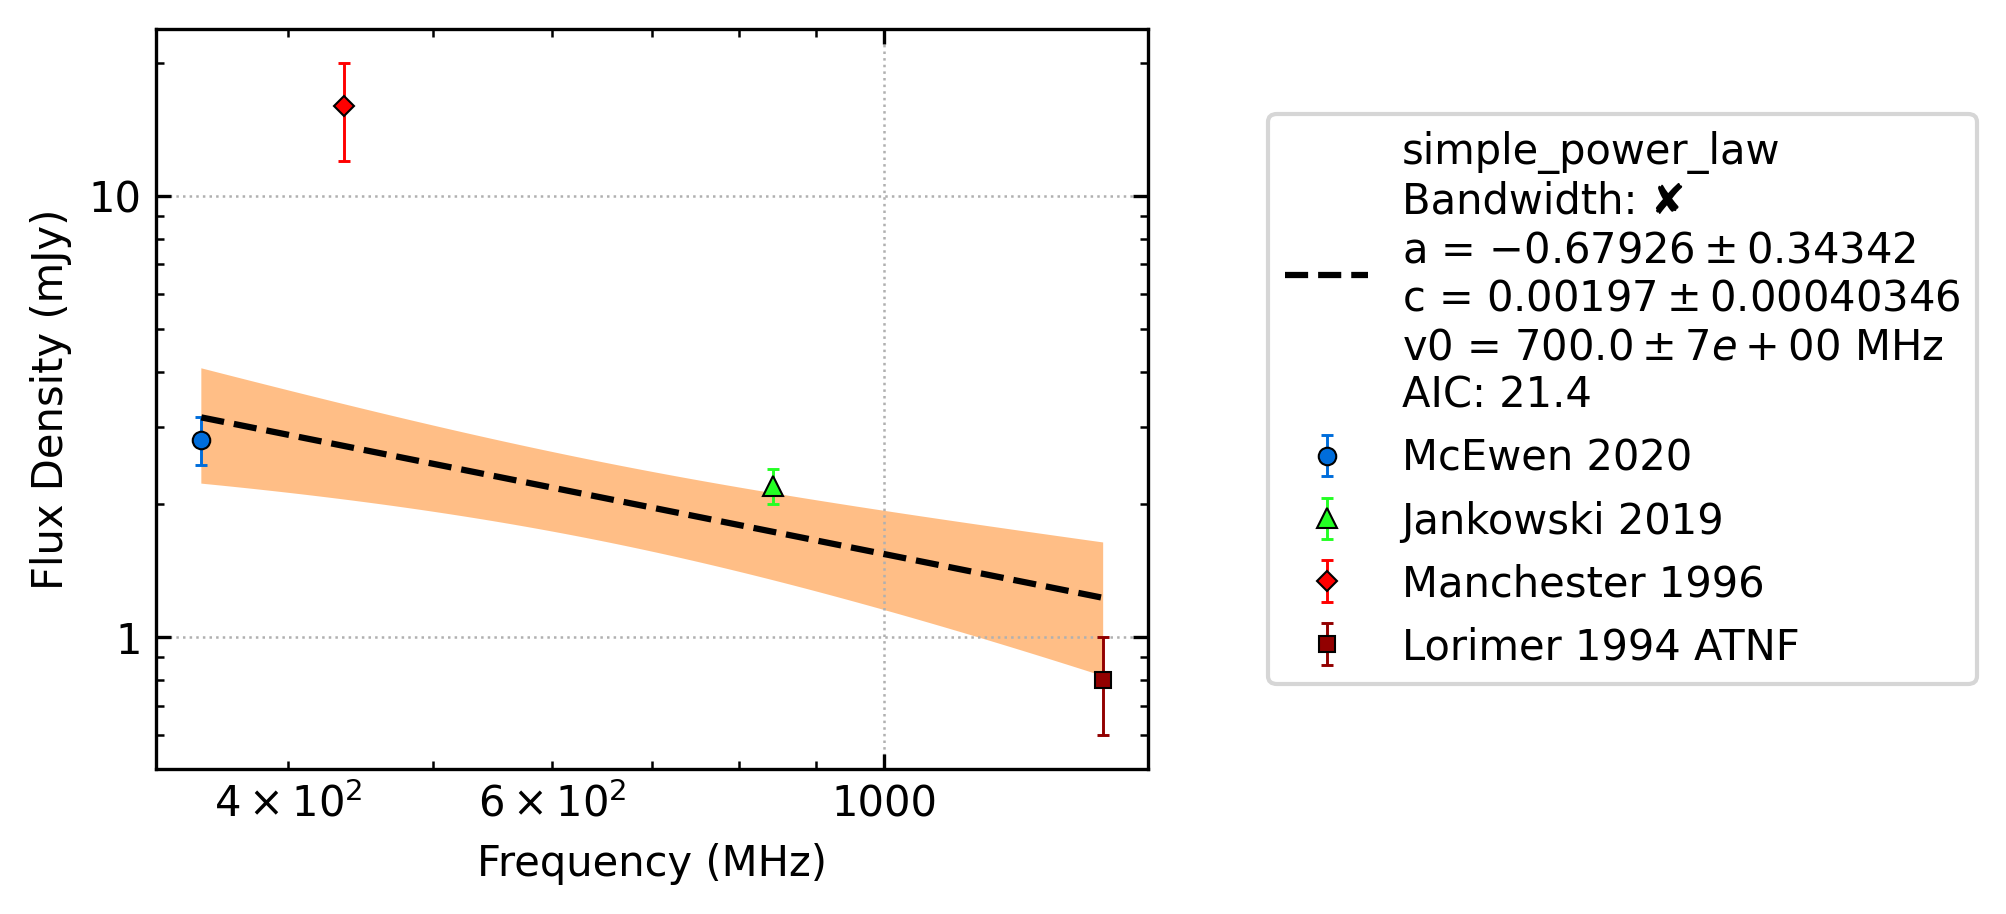 10
1
Flux Density (mJy)
4 × 10²
6 × 10²
1000
Frequency (MHz)
simple_power_law
Bandwidth: ✘
a = −0.67926 ± 0.34342
c = 0.00197 ± 0.00040346
v0 = 700.0 ± 7e + 00 MHz
AIC: 21.4
McEwen 2020
Jankowski 2019
Manchester 1996
Lorimer 1994 ATNF